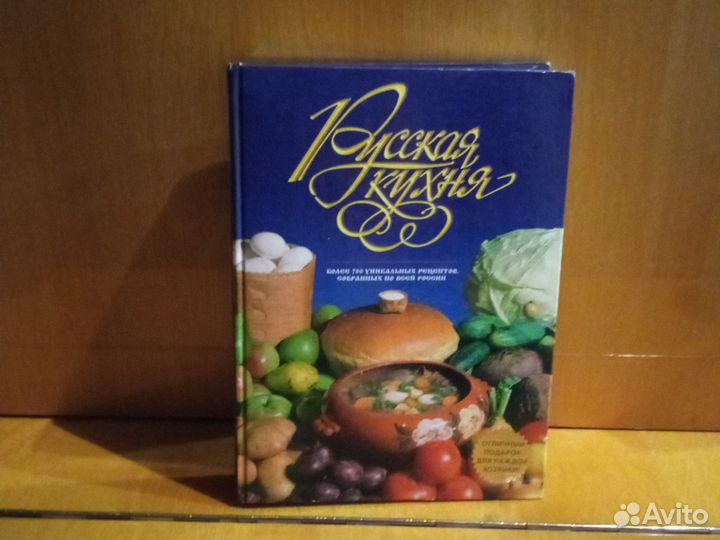 Русская
кухня
БОЛЕЕ 700 УНИКАЛЬНЫХ РЕЦЕПТОВ,
СОБРАННЫХ ПО ВСЕЙ РОССИИ
ОТЛИЧНЫЙ
ПОДАРОК
ДЛЯ КАЖДОЙ
ХОЗЯЙКИ
Avito